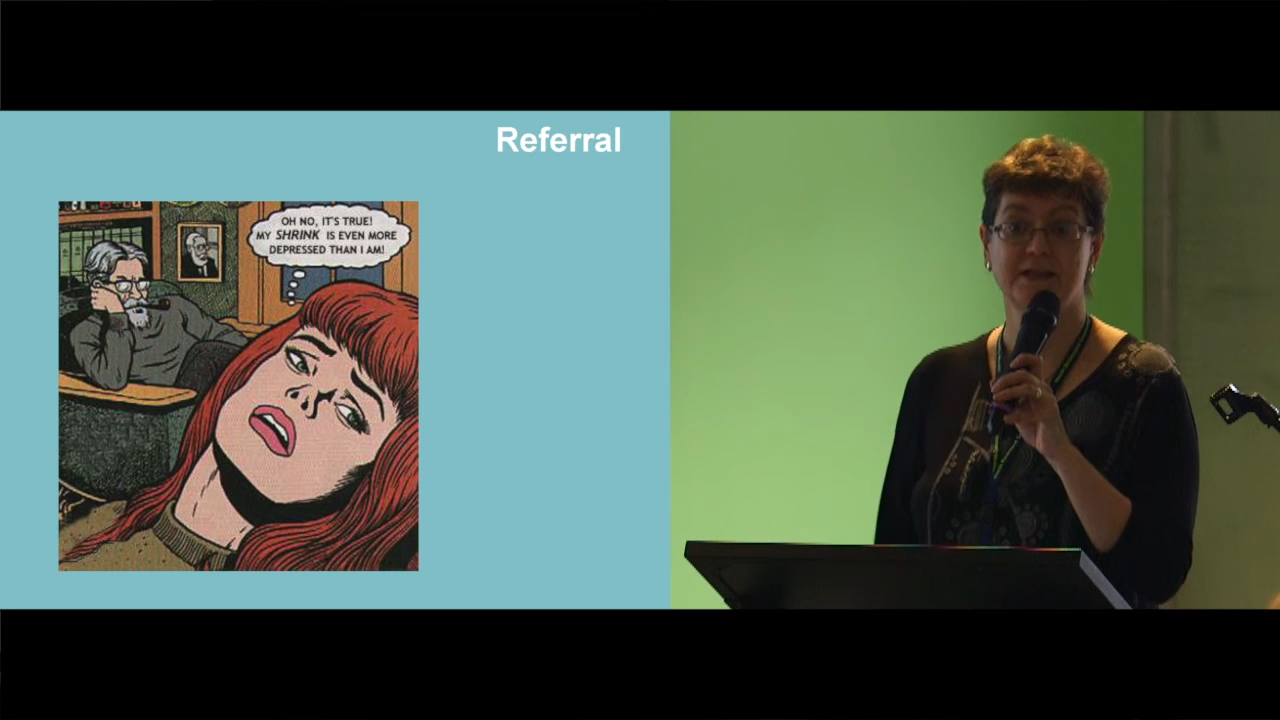 Referral
OH NO, IT'S TRUE!
MY SHRINK IS EVEN MORE
DEPRESSED THAN I AM!